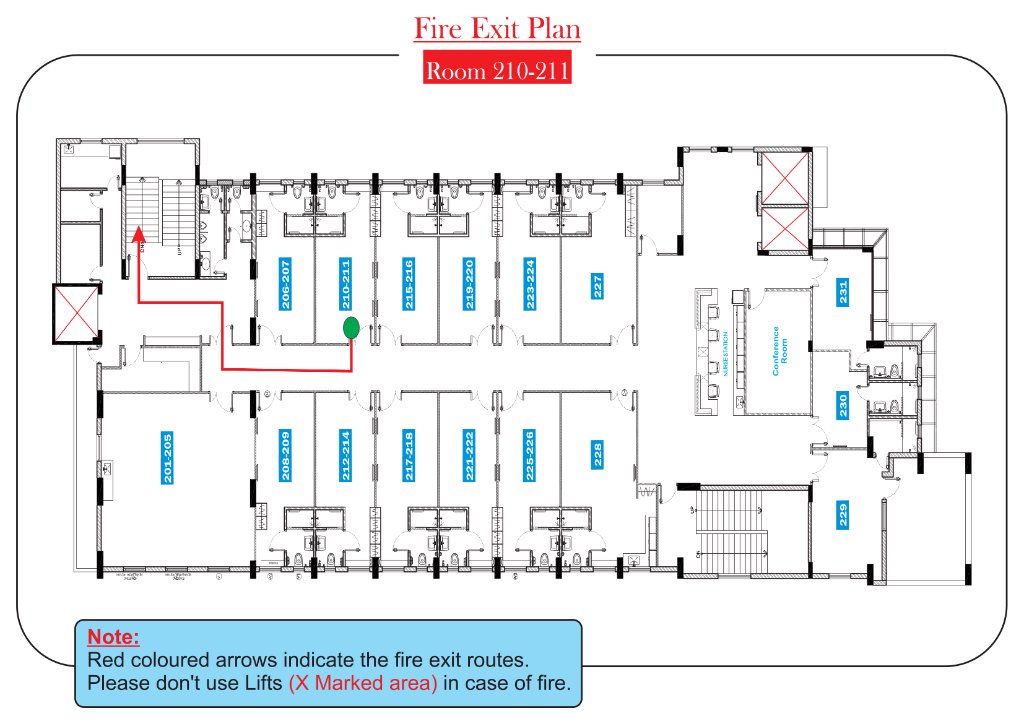 Fire Exit Plan
Room 210-211
206-207
210-211
215-216
219-220
223-224
227
231
NURSE STATION
Conference
Room
230
201-205
208-209
212-214
217-218
221-222
225-226
228
229
Note:
Red coloured arrows indicate the fire exit routes.
Please don't use Lifts (X Marked area) in case of fire.